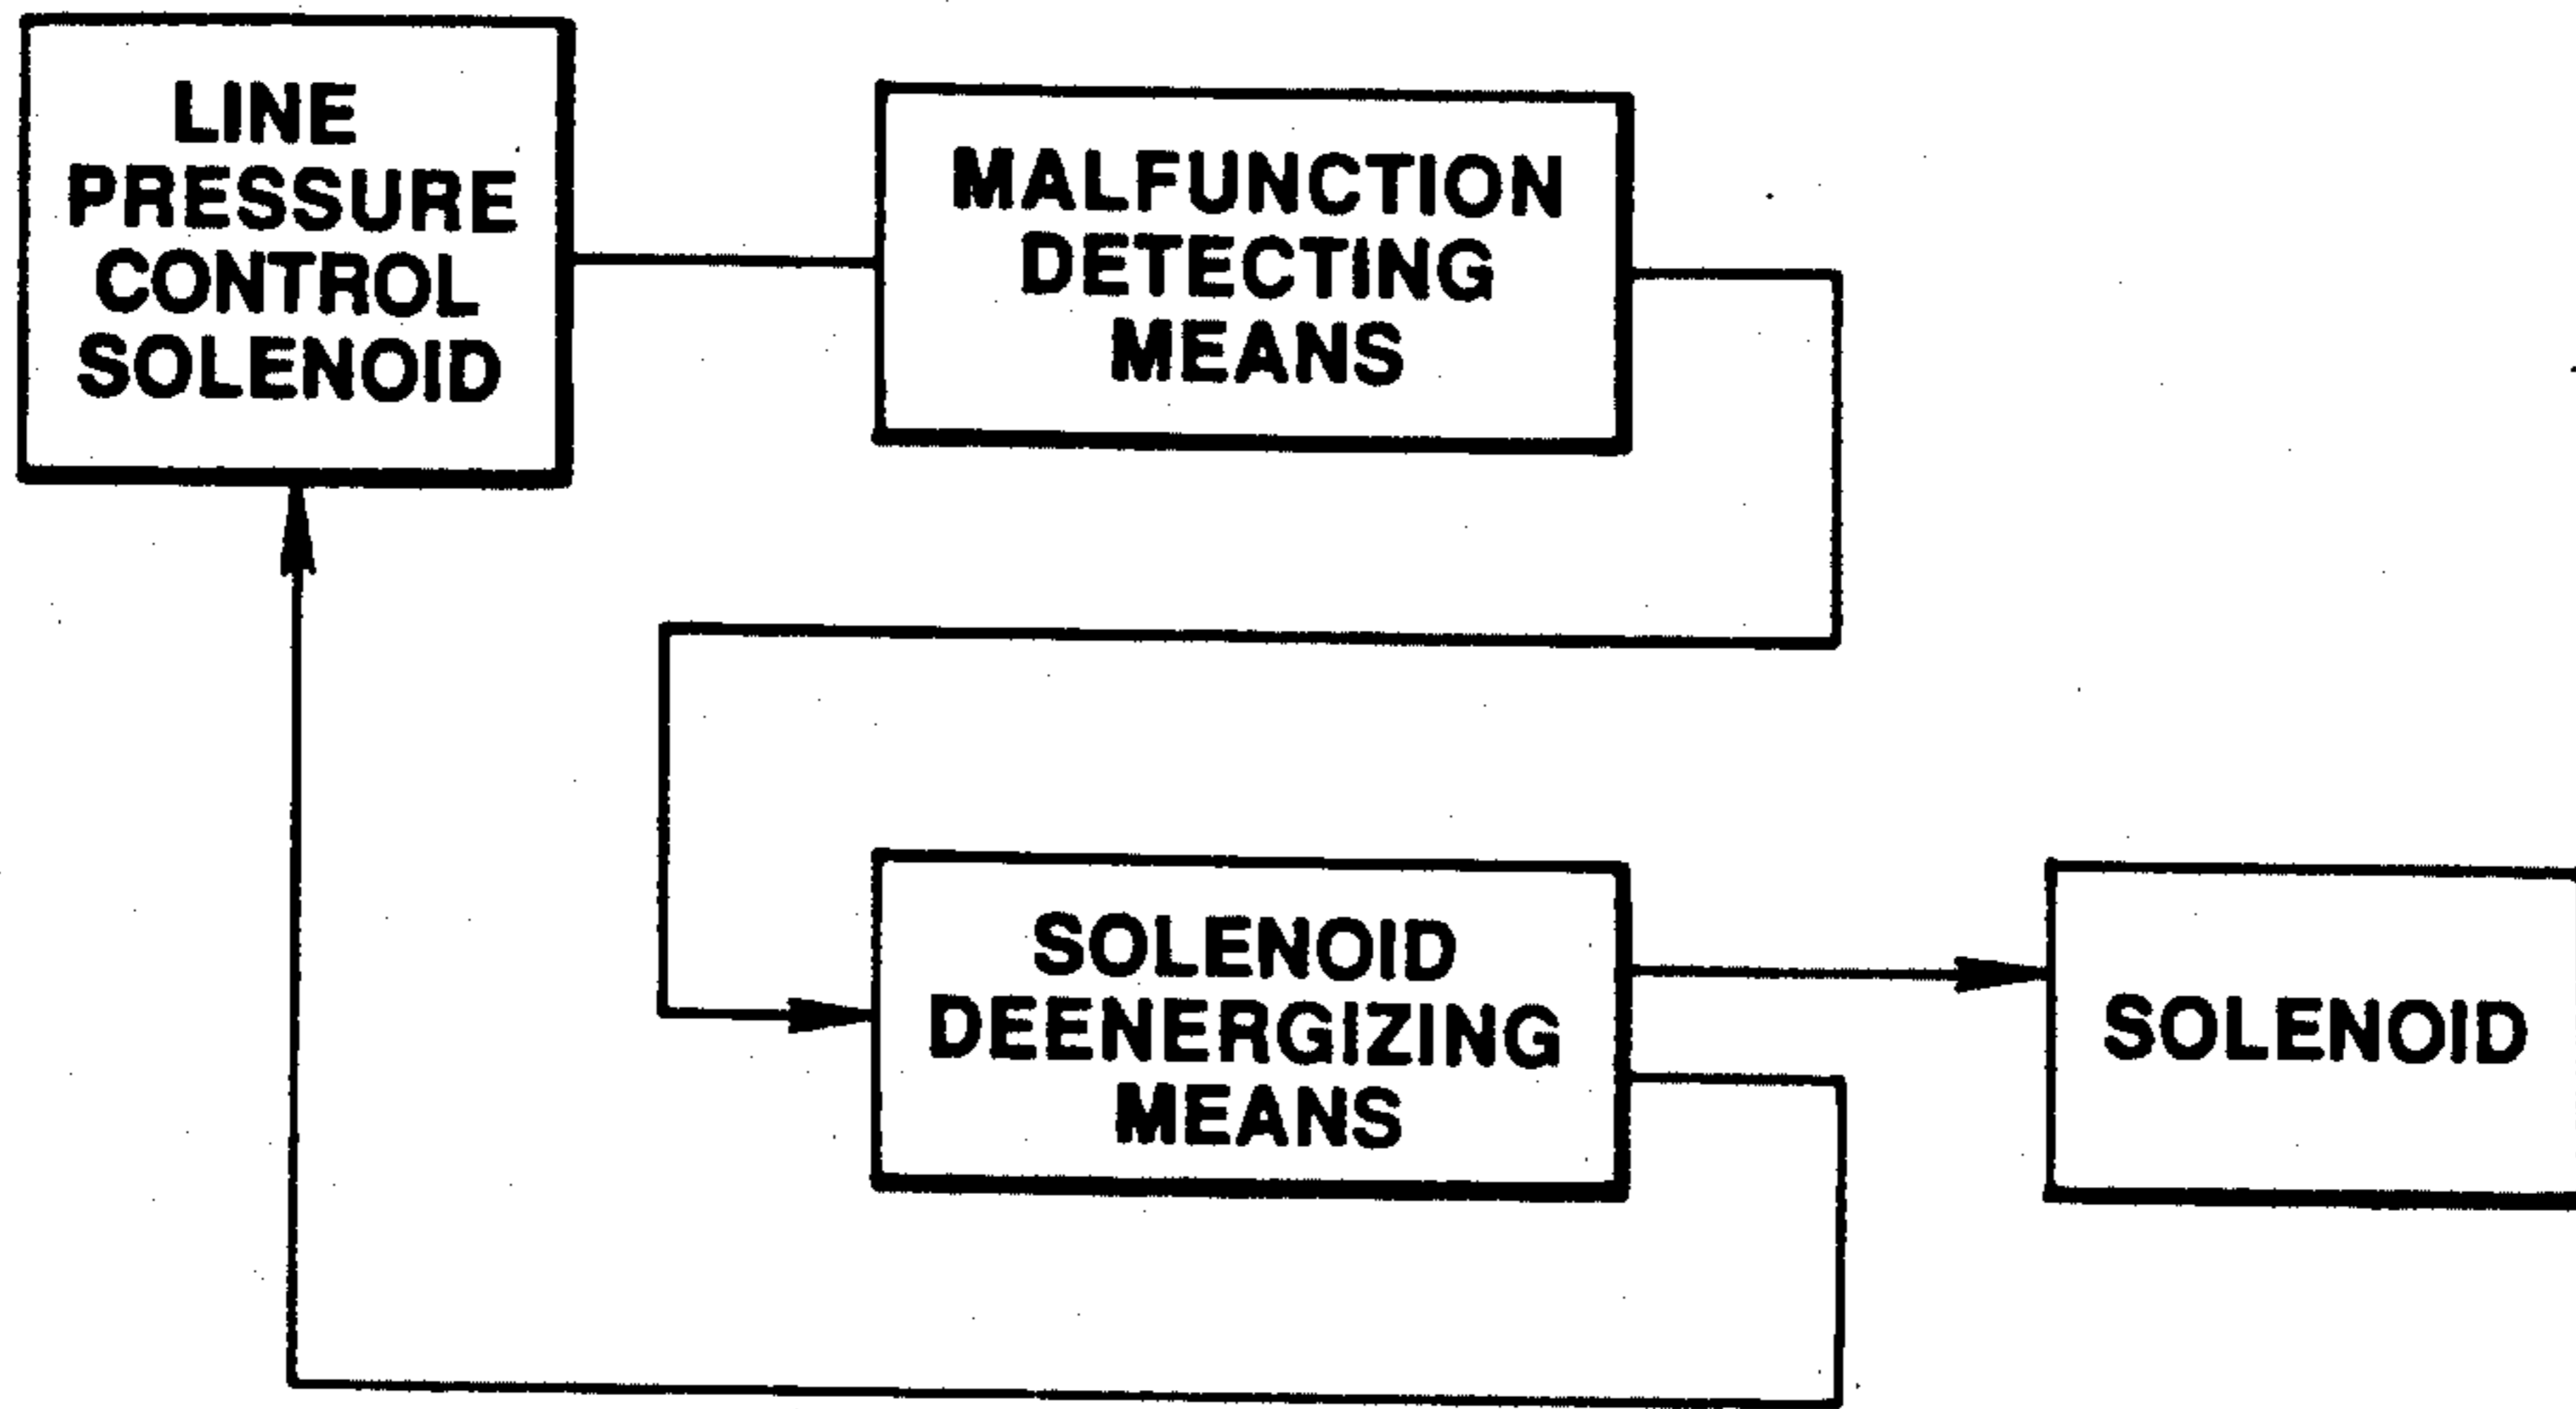 LINE
PRESSURE
CONTROL
SOLENOID
MALFUNCTION
DETECTING
MEANS
SOLENOID
DEENERGIZING
MEANS
SOLENOID